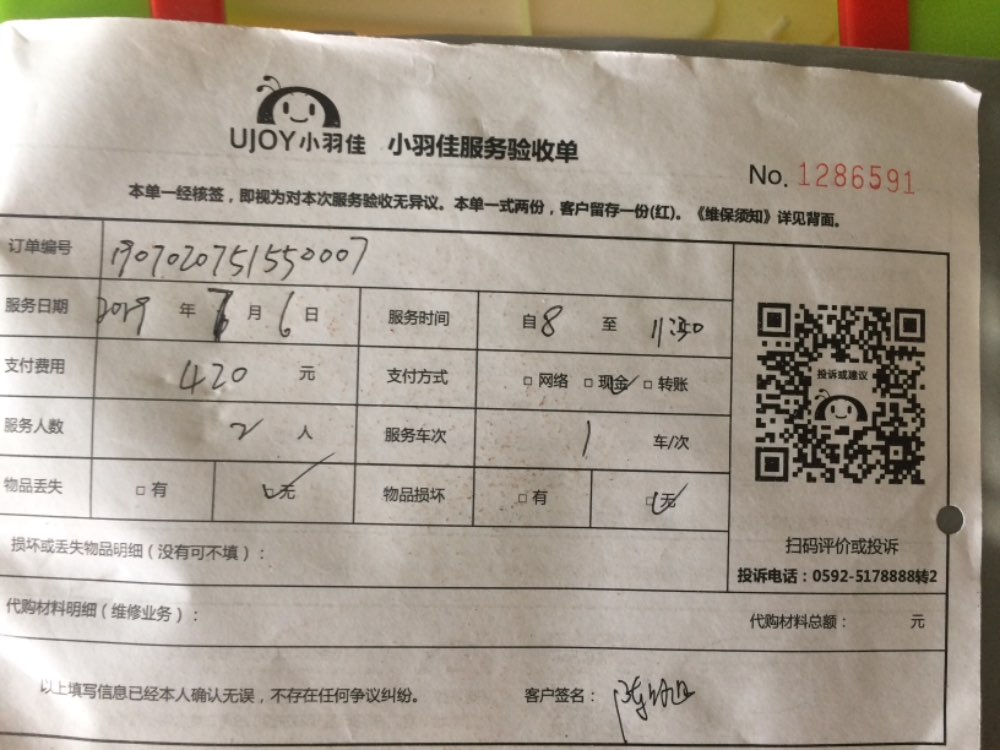 UJOY小羽佳 小羽佳服务验收单
No. 1286591
本单一经核签，即视为对本次服务验收无异议。本单一式两份，客户留存一份(红)。《维保须知》详见背面。
订单编号 1907020751550007
服务日期 2019 年 7 月 6 日 服务时间 自 8 至 11:30
支付费用 420 元 支付方式 □网络 □现金 □转账
服务人数 2 人 服务车次 1 车/次
物品丢失 □有 □无 物品损坏 □有 □无
投诉或建议
扫码评价或投诉
投诉电话：0592-5178888转2
损坏或丢失物品明细（没有可不填）：
代购材料明细（维修业务）： 代购材料总额： 元
以上填写信息已经本人确认无误，不存在任何争议纠纷。 客户签名：